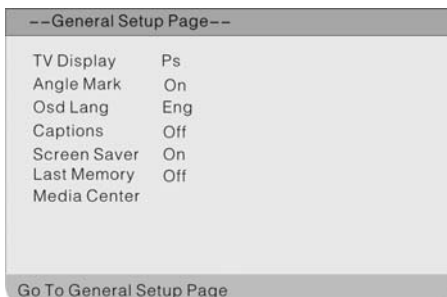 --General Setup Page--
TV Display Ps
Angle Mark On
Osd Lang Eng
Captions Off
Screen Saver On
Last Memory Off
Media Center
Go To General Setup Page